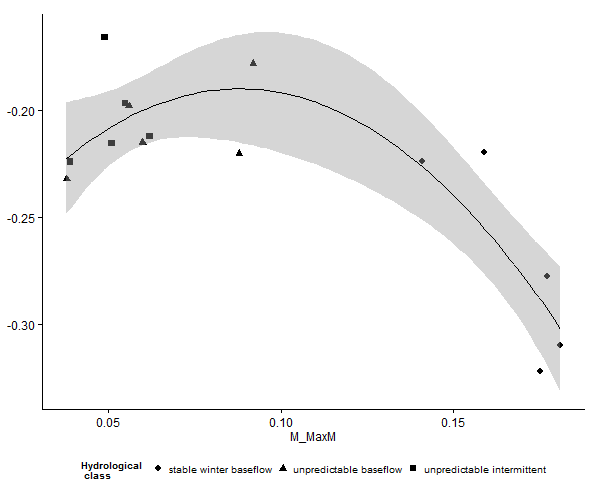 -0.20
-0.25
-0.30
0.05 0.10 0.15
M_MaxM
Hydrological
class
stable winter baseflow unpredictable baseflow unpredictable intermittent